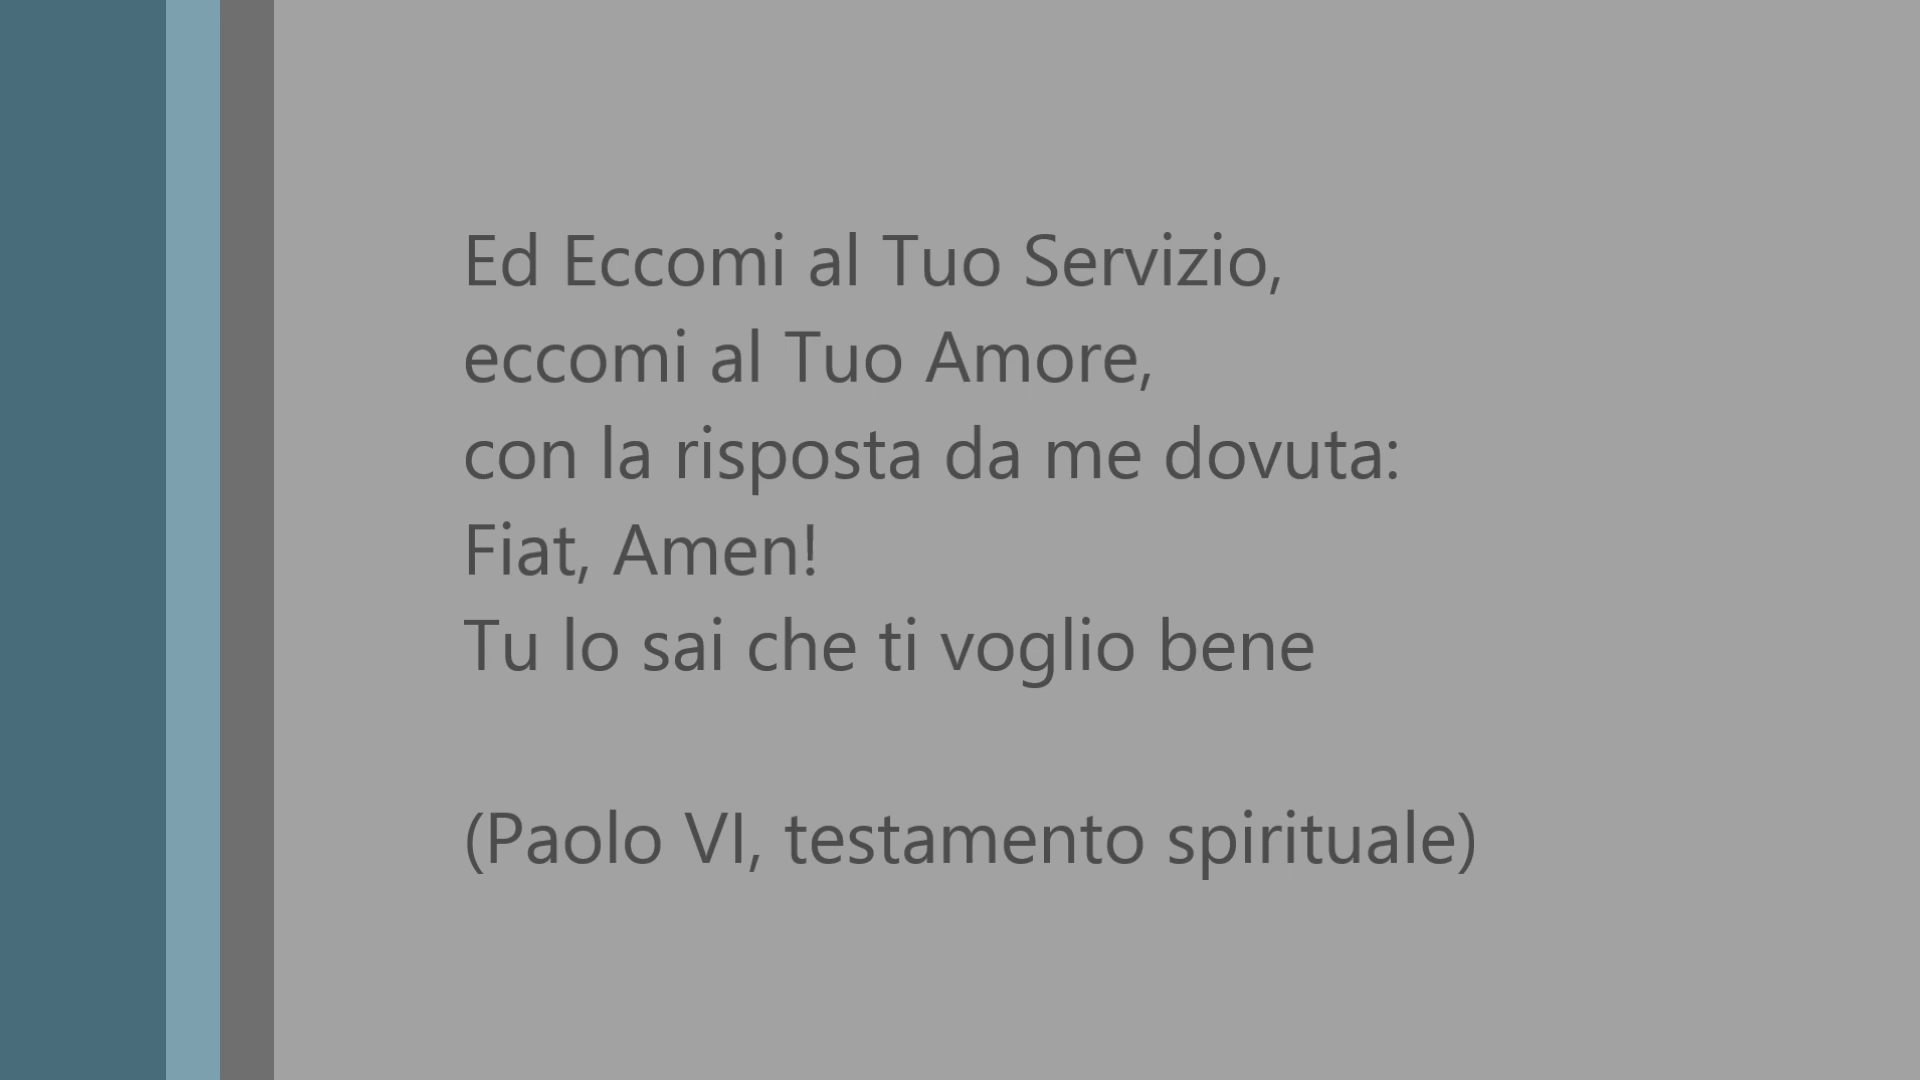 Ed Eccomi al Tuo Servizio,
eccomi al Tuo Amore,
con la risposta da me dovuta:
Fiat, Amen!
Tu lo sai che ti voglio bene
(Paolo VI, testamento spirituale)